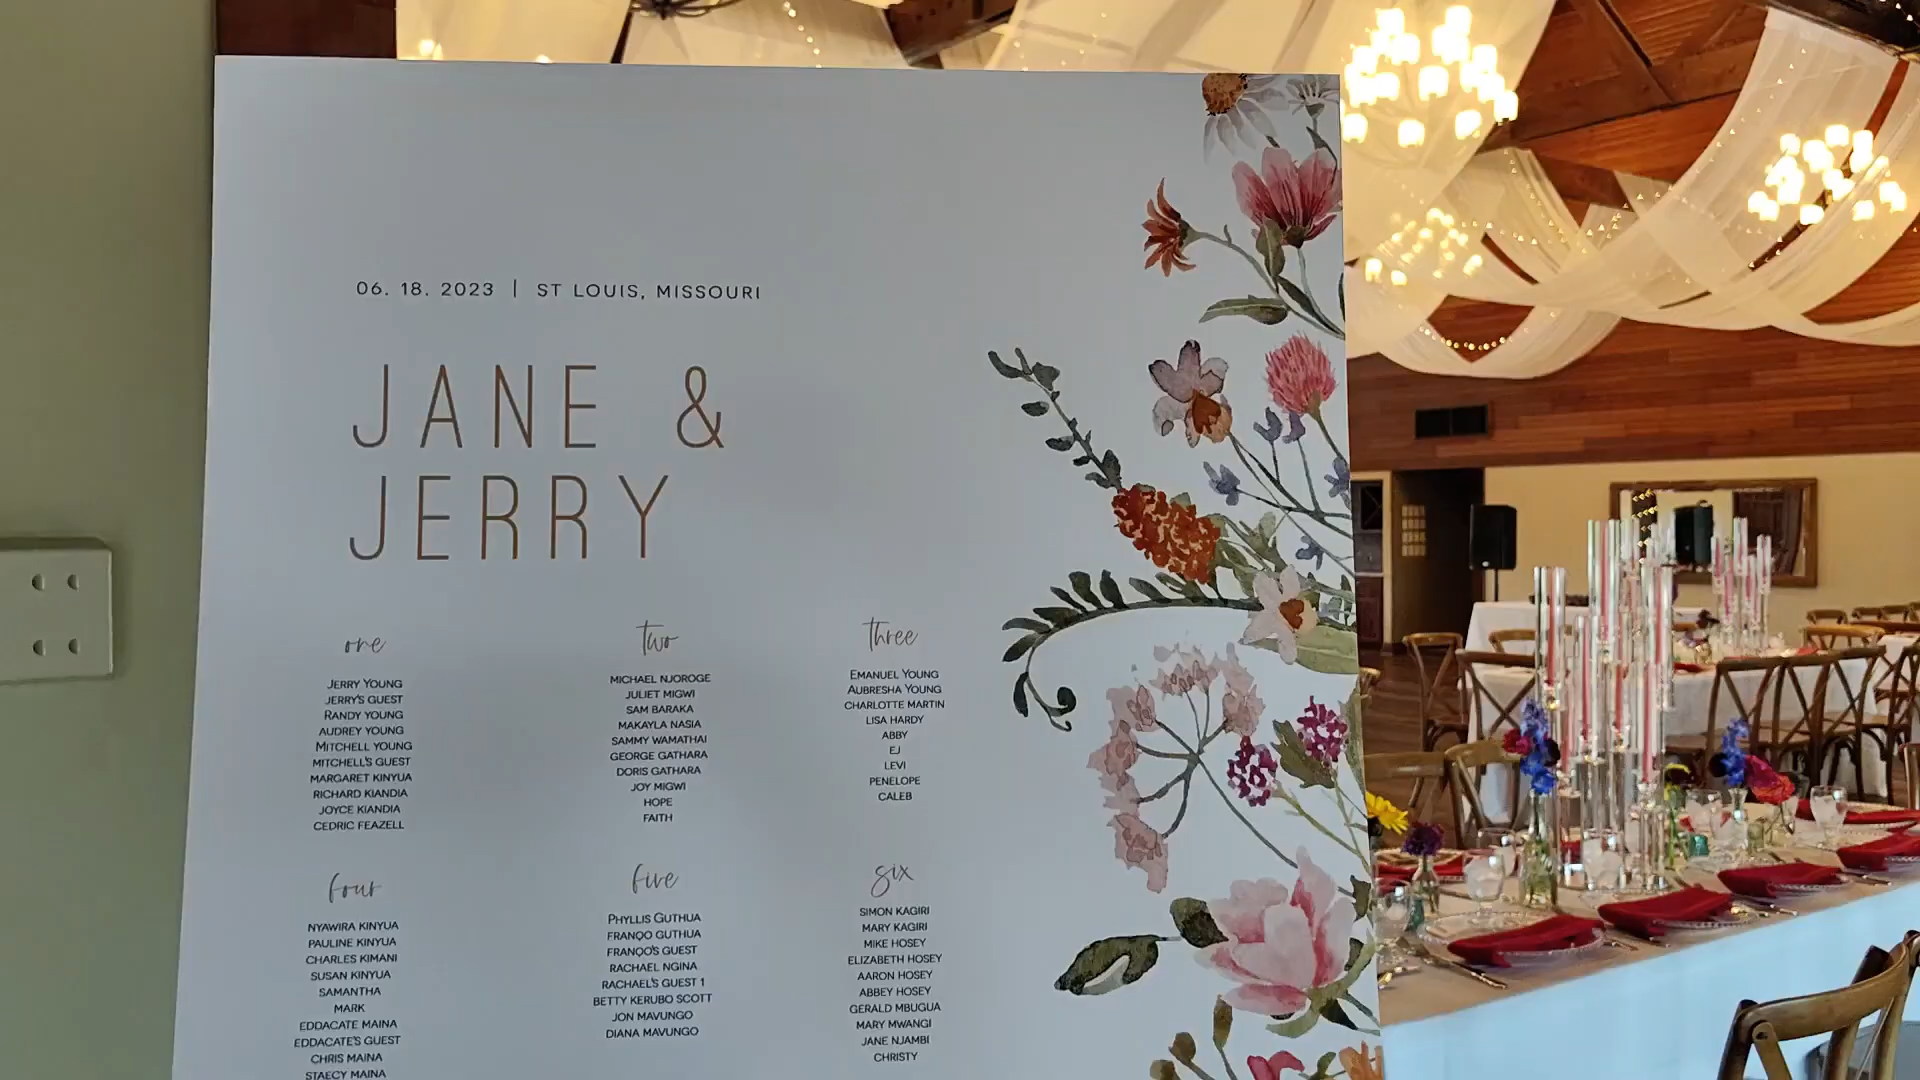 06. 18. 2023 | ST LOUIS, MISSOURI
JANE &
JERRY
one
JERRY YOUNG
JERRY'S GUEST
RANDY YOUNG
AUDREY YOUNG
MITCHELL YOUNG
MITCHELL'S GUEST
MARGARET KINYUA
RICHARD KIANDIA
JOYCE KIANDIA
CEDRIC FEAZELL
two
MICHAEL NJOROGE
JULIET MIGWI
SAM BARAKA
MAKAYLA NASIA
SAMMY WAMATHAI
GEORGE GATHARA
DORIS GATHARA
JOY MIGWI
HOPE
FAITH
three
EMANUEL YOUNG
AUBRESHA YOUNG
CHARLOTTE MARTIN
LISA HARDY
ABBY
EJ
LEVI
PENELOPE
CALEB
four
NYAWIRA KINYUA
PAULINE KINYUA
CHARLES KIMANI
SUSAN KINYUA
SAMANTHA
MARK
EDDACATE MAINA
EDDACATE'S GUEST
CHRIS MAINA
STAECY MAINA
five
PHYLLIS GUTHUA
FRANQO GUTHUA
FRANQO'S GUEST
RACHAEL NGINA
RACHAEL'S GUEST 1
BETTY KERUBO SCOTT
JON MAVUNGO
DIANA MAVUNGO
six
SIMON KAGIRI
MARY KAGIRI
MIKE HOSEY
ELIZABETH HOSEY
AARON HOSEY
ABBEY HOSEY
GERALD MBUGUA
MARY MWANGI
JANE NJAMBI
CHRISTY